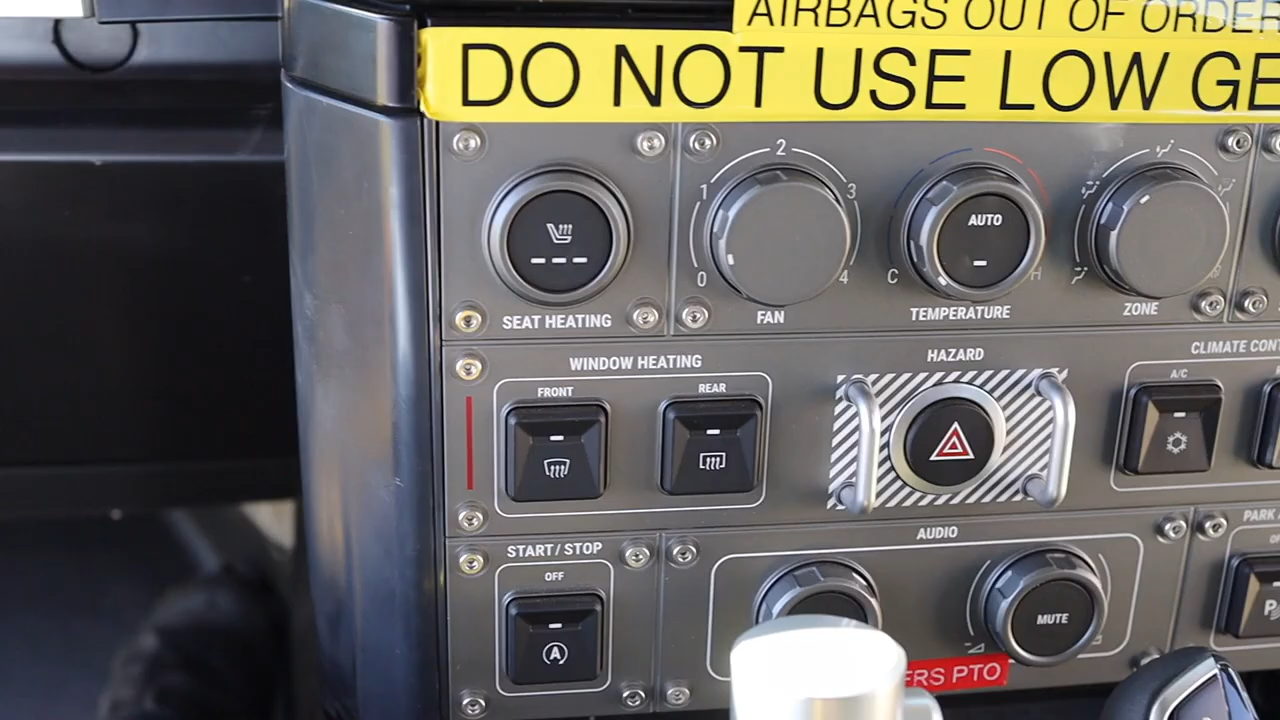 AIRBAGS OUT OF ORDER
DO NOT USE LOW GE
2
1 3
0 4
FAN
AUTO
C H
TEMPERATURE
ZONE
SEAT HEATING
WINDOW HEATING
FRONT REAR
HAZARD
CLIMATE CONT
A/C
START/STOP
OFF
A
AUDIO
MUTE
PARK
P
ERS PTO